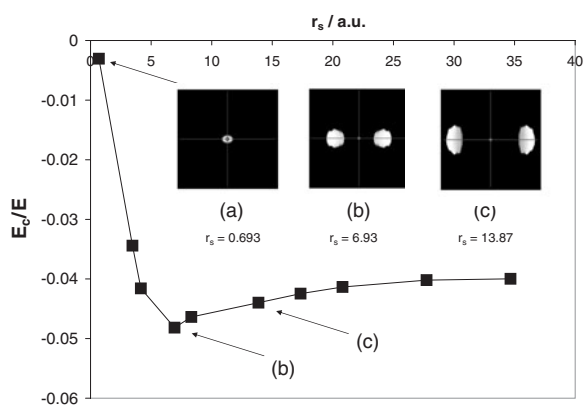 r_s / a.u.
0 5 10 15 20 25 30 35 40
0
-0.01
-0.02
-0.03
-0.04
-0.05
-0.06
E_c/E
(a) (b) (c)
r_s = 0.693 r_s = 6.93 r_s = 13.87
(c)
(b)